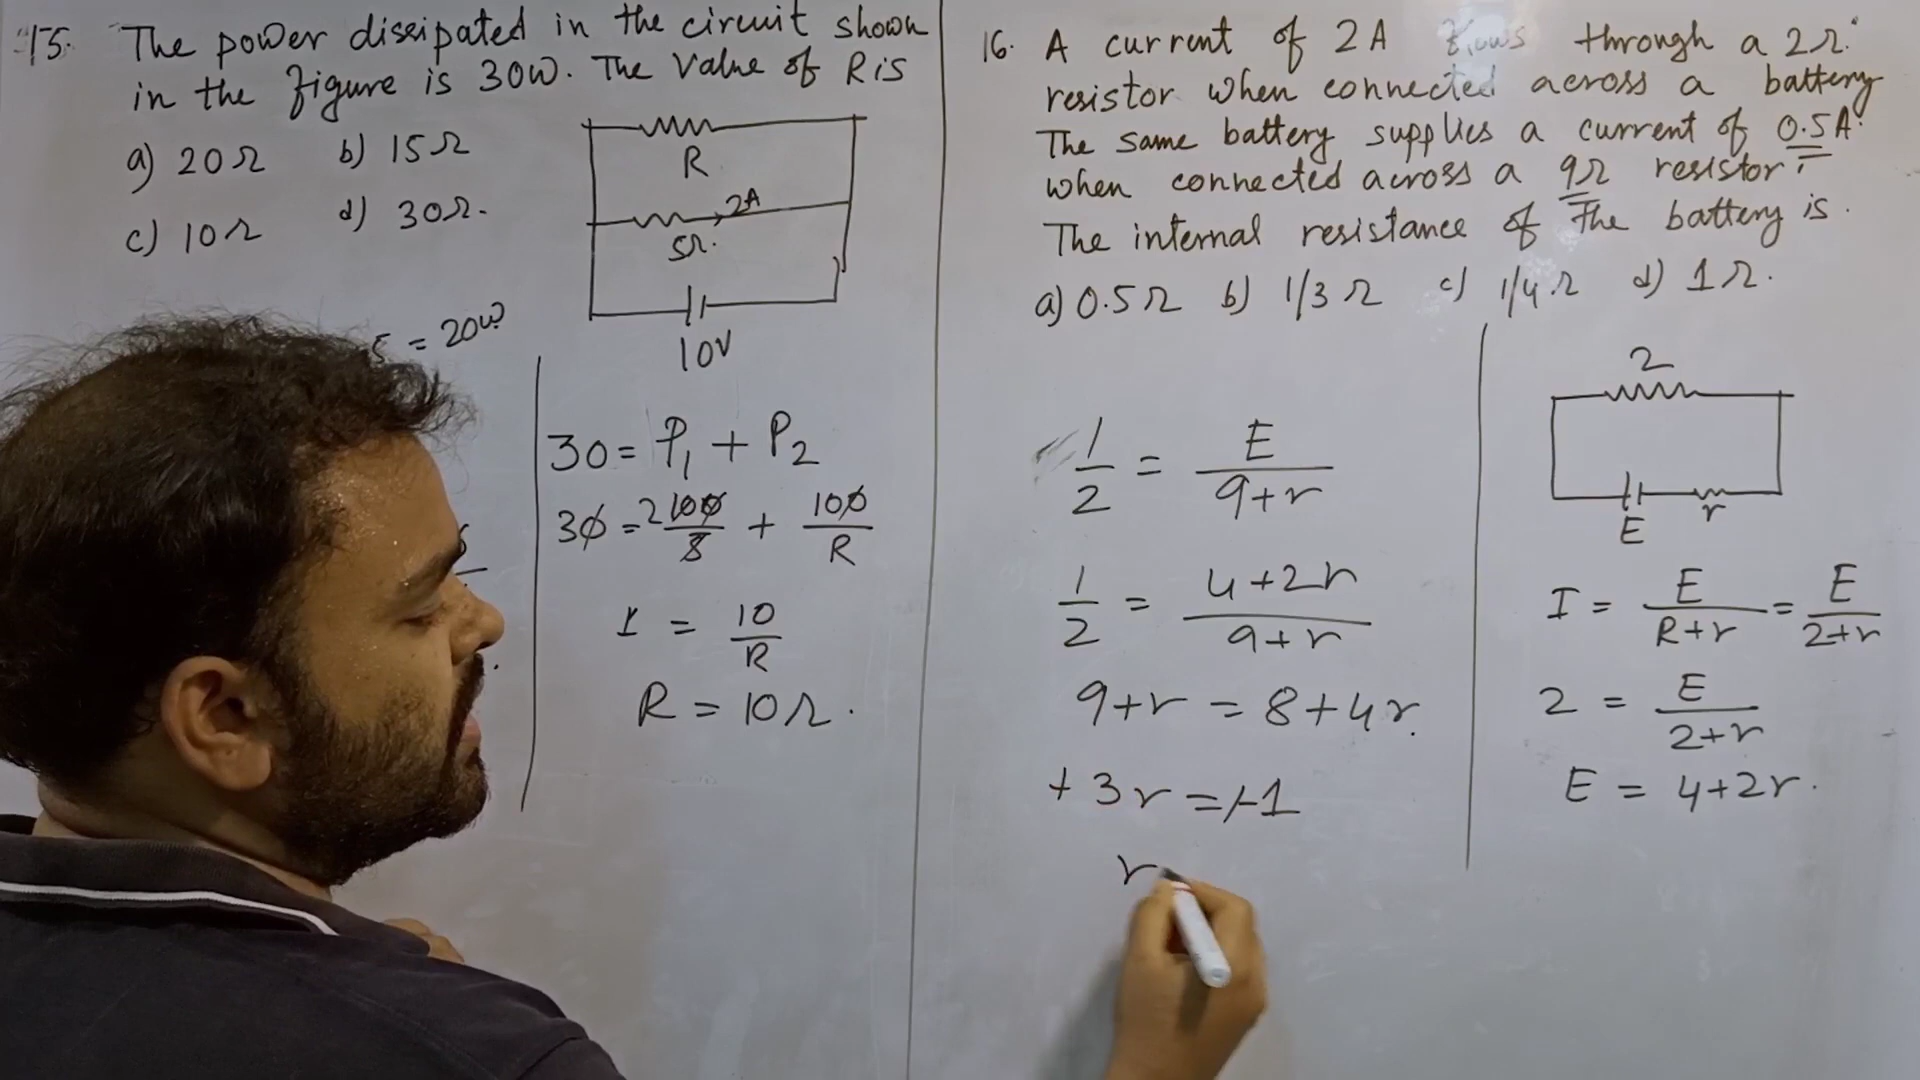 15. The power dissipated in the circuit shown
in the figure is 30W. The value of R is
a) 20Ω b) 15Ω
c) 10Ω d) 30Ω.
R
2A
5Ω.
10V
5 = 20W
30 = P₁ + P₂
30 = 2 100/5 + 100/R
1 = 10/R
R = 10Ω.
16. A current of 2A flows through a 2Ω
resistor when connected across a battery
The same battery supplies a current of 0.5A
when connected across a 9Ω resistor.
The internal resistance of the battery is.
a) 0.5Ω b) 1/3 Ω c) 1/4 Ω d) 1Ω.
1/2 = E/9+r
1/2 = 4+2r/9+r
9+r = 8+4r.
+3r = -1
r
2
E r
I = E/R+r = E/2+r
2 = E/2+r
E = 4+2r.